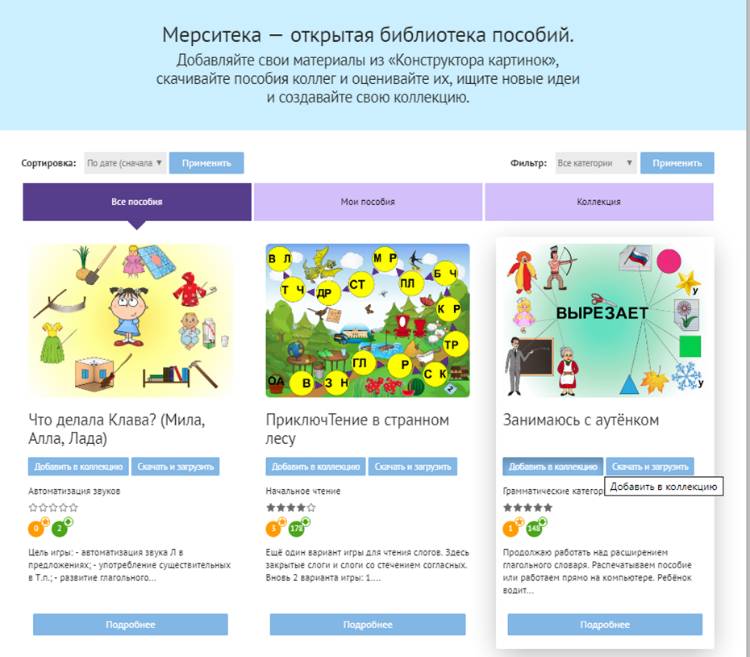 Мерситека — открытая библиотека пособий.
Добавляйте свои материалы из «Конструктора картинок»,
скачивайте пособия коллег и оценивайте их, ищите новые идеи
и создавайте свою коллекцию.
Сортировка: По дате (сначала Применить Фильтр: Все категории Применить
Все пособия Мои пособия Коллекция
В Л
М Р
Б Ч
Т Ч
ДР
СТ
ПЛ
К Р
ТР
ГЛ
Р
С К
В
З Н
ОА
2
ВЫРЕЗАЕТ
У
У
Что делала Клава? (Мила,
Алла, Лада)
Добавить в коллекцию Скачать и загрузить
Автоматизация звуков
0 2
Цель игры: - автоматизация звука Л в
предложениях; - употребление существительных
в Т.п.; - развитие глагольного...
Подробнее
ПриключТение в странном
лесу
Добавить в коллекцию Скачать и загрузить
Начальное чтение
3 178
Ещё один вариант игры для чтения слогов. Здесь
закрытые слоги и слоги со стечением согласных.
Вновь 2 варианта игры: 1....
Подробнее
Занимаюсь с аутёнком
Добавить в коллекцию Скачать и загрузить
Добавить в коллекцию
Грамматические категор
1 148
Продолжаю работать над расширением
глагольного словаря. Распечатываем пособие
или работаем прямо на компьютере. Ребёнок
водит...
Подробнее